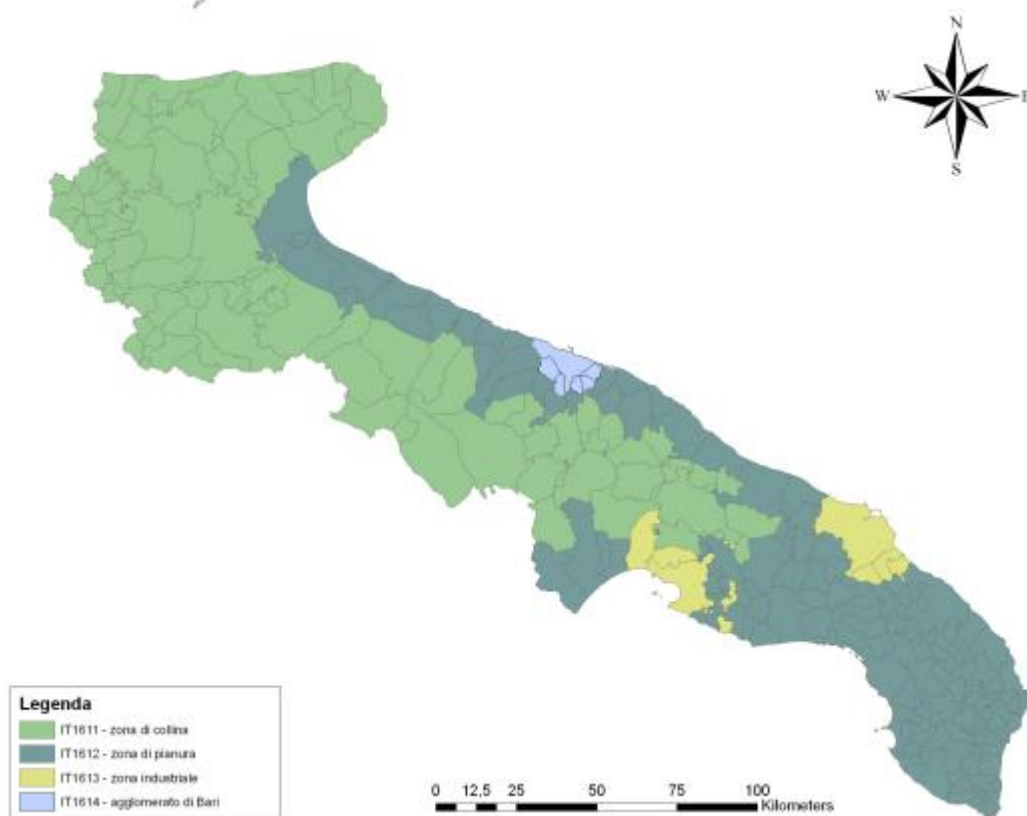 N
W E
S
Legenda
IT1611 - zona di collina
IT1612 - zona di pianura
IT1613 - zona industriale
IT1614 - agglomerato di Bari
0 12,5 25 50 75 100
Kilometers